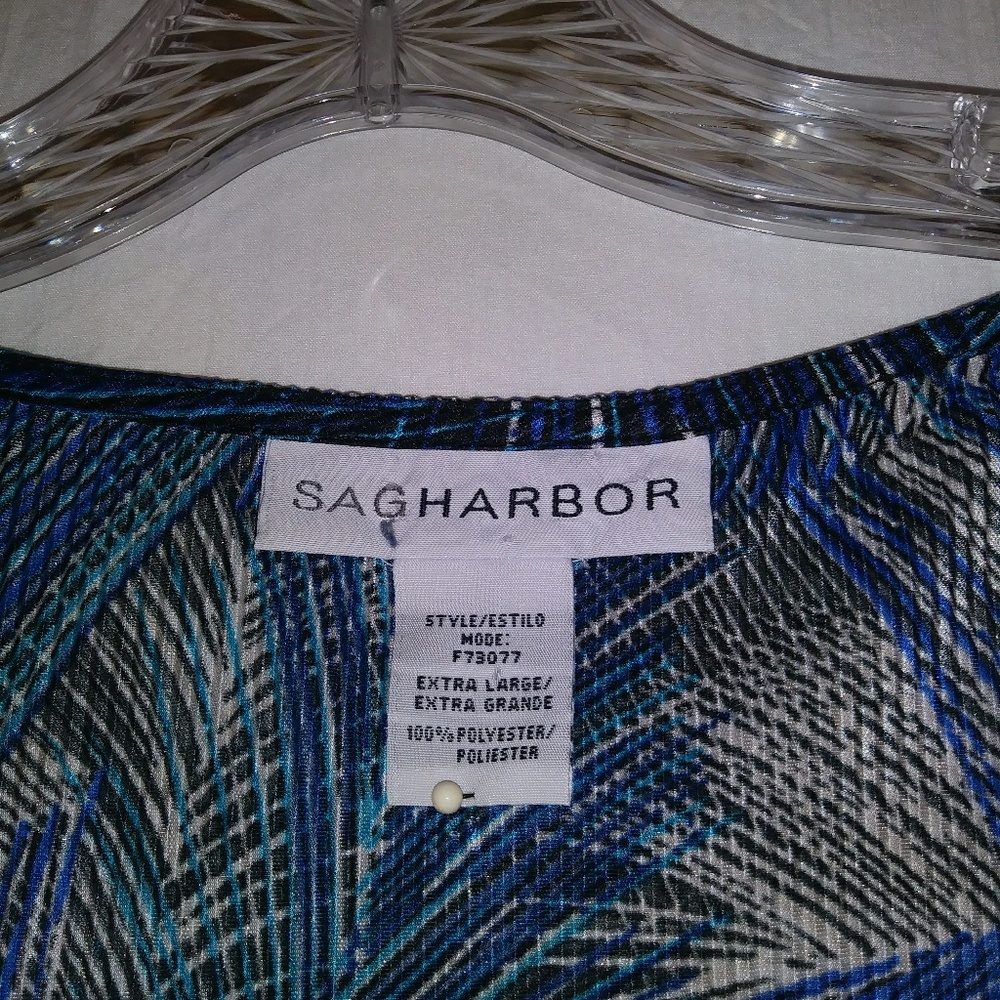 SAGHARBOR
STYLE/ESTILO
MODE:
F73077
EXTRA LARGE/
EXTRA GRANDE
100%POLYESTER/
POLIESTER